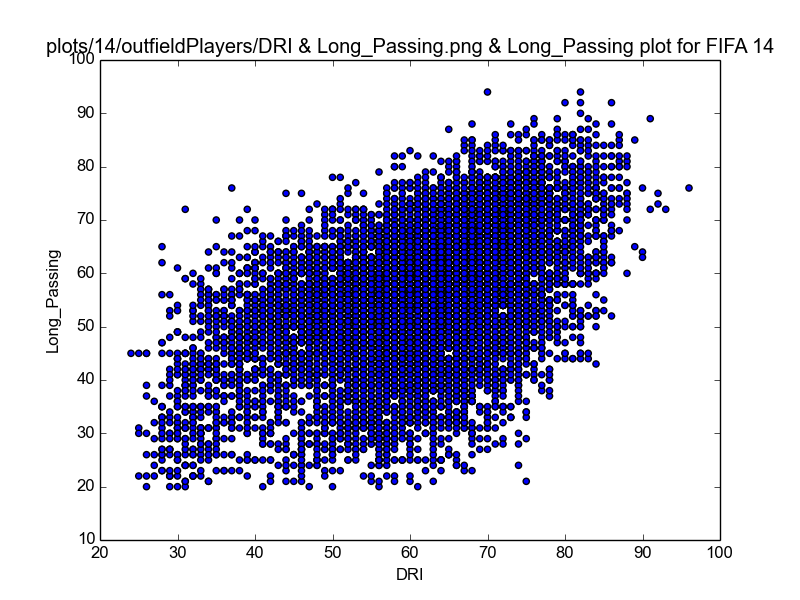 plots/14/outfieldPlayers/DRI & Long_Passing.png & Long_Passing plot for FIFA 14
100
90
80
70
60
50
40
30
20
10
Long_Passing
20 30 40 50 60 70 80 90 100
DRI